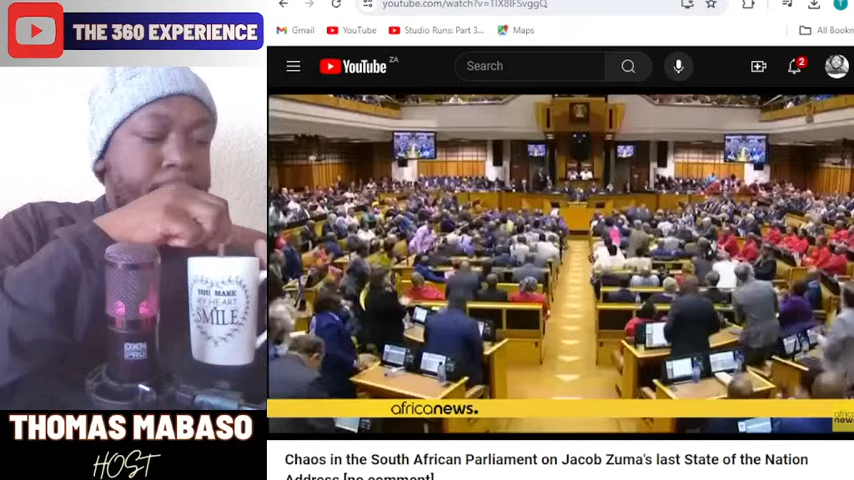 THE 360 EXPERIENCE
youtube.com/watch?v=
Gmail
YouTube
Studio Runs: Part 3...
Maps
All Bookm
YouTube ZA
Search
2
YOU MAKE
MY HEART
SMILE
africanews.
THOMAS MABASO
HOST
Chaos in the South African Parliament on Jacob Zuma's last State of the Nation
Address [no comment]